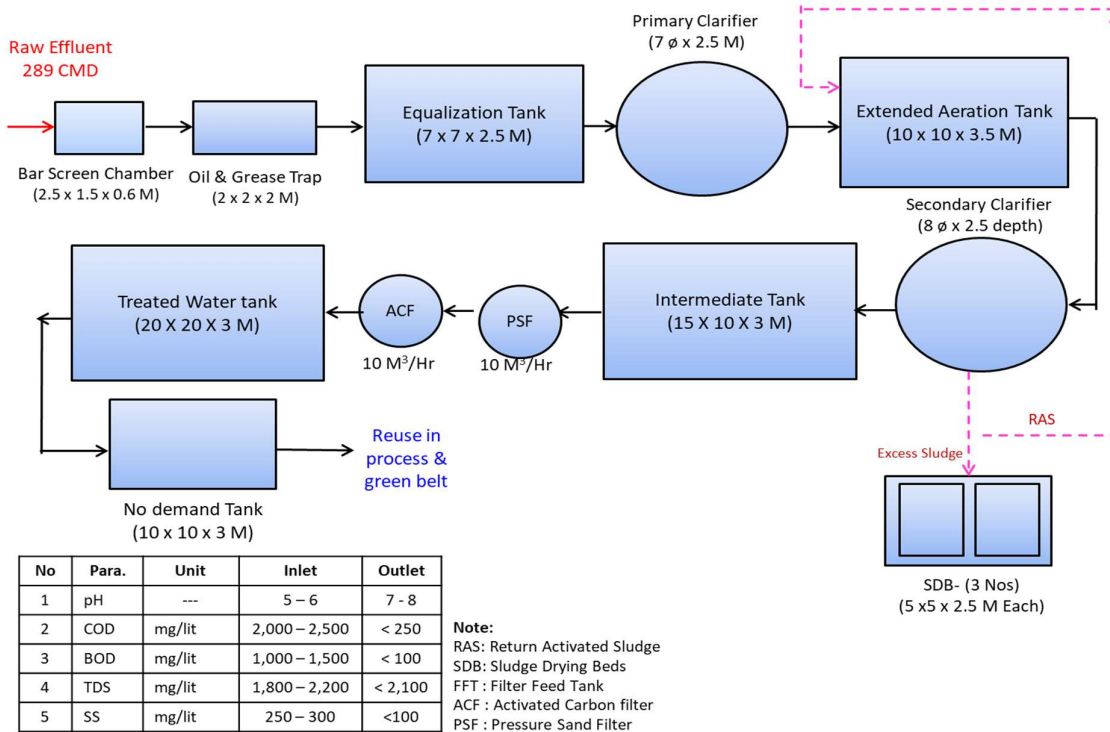 Raw Effluent
289 CMD
Bar Screen Chamber
(2.5 x 1.5 x 0.6 M)
Oil & Grease Trap
(2 x 2 x 2 M)
Equalization Tank
(7 x 7 x 2.5 M)
Primary Clarifier
(7 ø x 2.5 M)
Extended Aeration Tank
(10 x 10 x 3.5 M)
Secondary Clarifier
(8 ø x 2.5 depth)
Intermediate Tank
(15 X 10 X 3 M)
PSF
10 M³/Hr
ACF
10 M³/Hr
Treated Water tank
(20 X 20 X 3 M)
No demand Tank
(10 x 10 x 3 M)
Reuse in
process &
green belt
RAS
Excess Sludge
SDB- (3 Nos)
(5 x5 x 2.5 M Each)
No Para. Unit Inlet Outlet
1 pH --- 5 – 6 7 - 8
2 COD mg/lit 2,000 – 2,500 < 250
3 BOD mg/lit 1,000 – 1,500 < 100
4 TDS mg/lit 1,800 – 2,200 < 2,100
5 SS mg/lit 250 – 300 <100
Note:
RAS: Return Activated Sludge
SDB: Sludge Drying Beds
FFT : Filter Feed Tank
ACF : Activated Carbon filter
PSF : Pressure Sand Filter